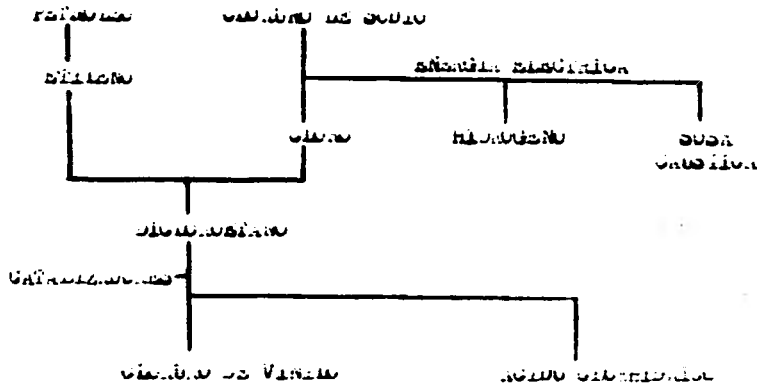 PETROLEO
CLORURO DE SODIO
ETILENO
ENERGIA ELECTRICA
CLORO
HIDROGENO
SOSA
CAUSTICA
DICLOROETANO
CATALIZADORES
CLORURO DE VINILO
ACIDO CLORHIDRICO